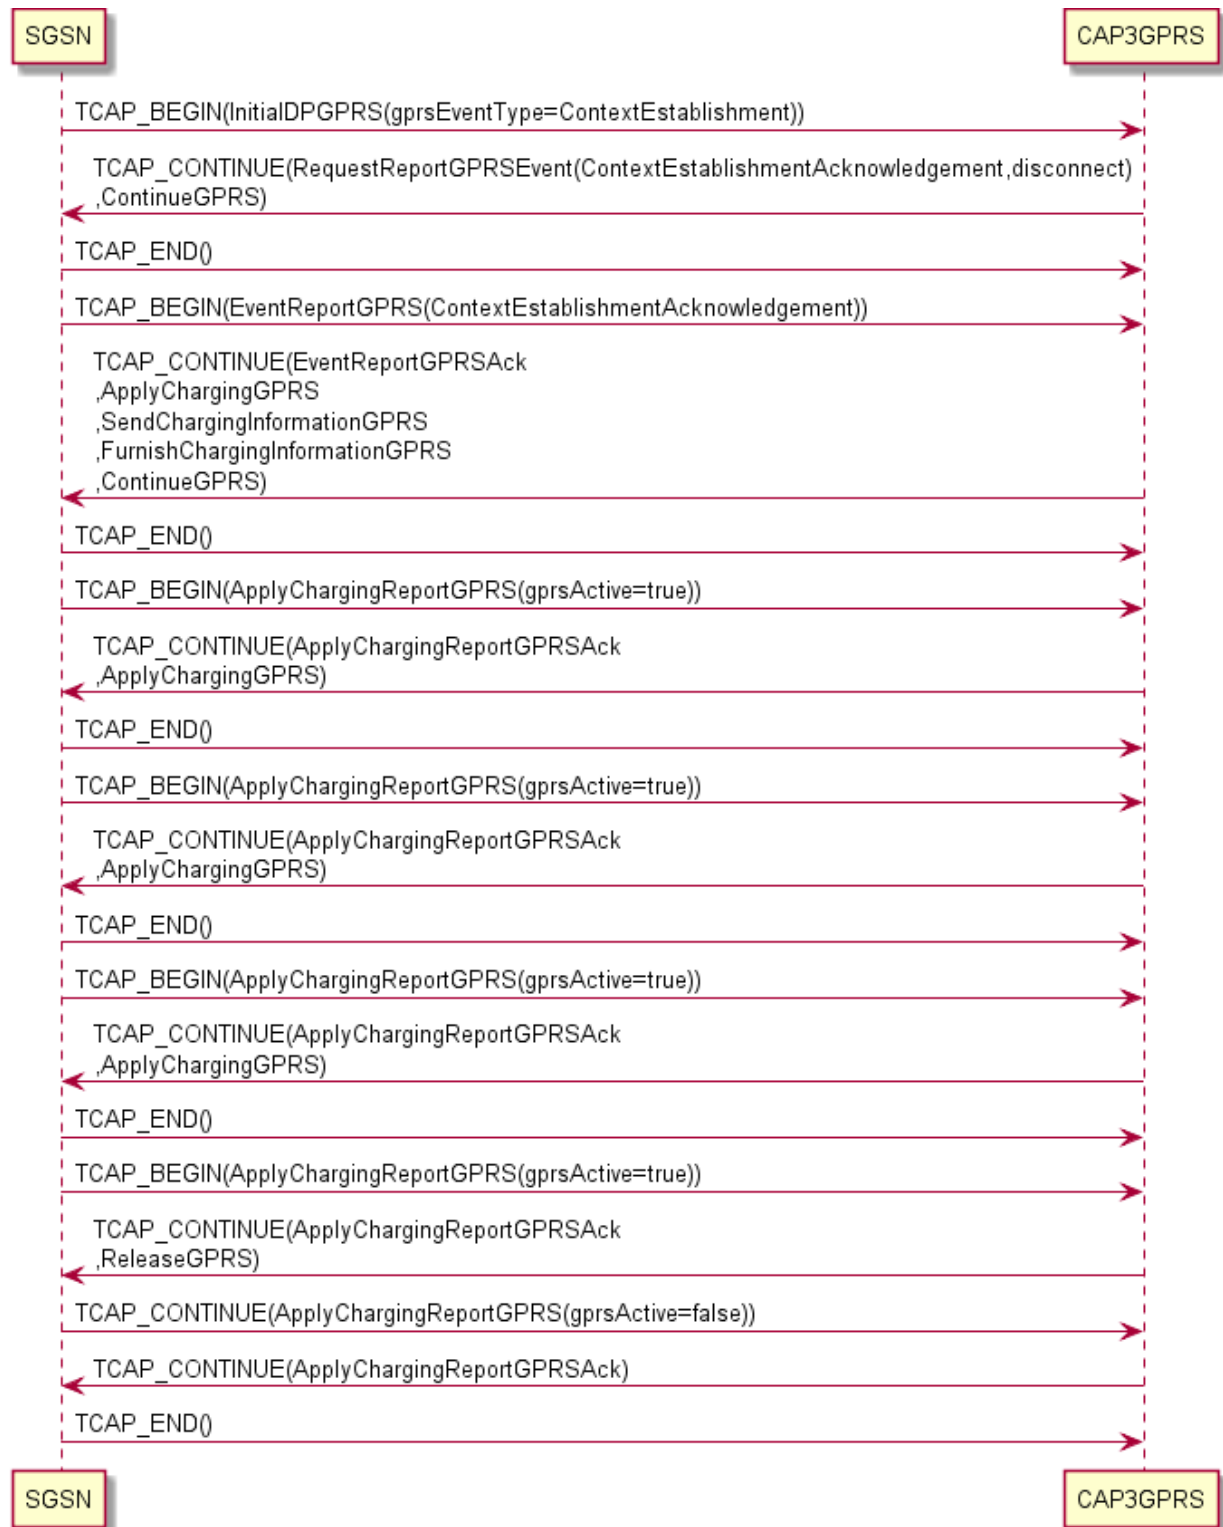 SGSN
CAP3GPRS
TCAP_BEGIN(InitialDPGPRS(gprsEventType=ContextEstablishment))
TCAP_CONTINUE(RequestReportGPRSEvent(ContextEstablishmentAcknowledgement,disconnect)
,ContinueGPRS)
TCAP_END()
TCAP_BEGIN(EventReportGPRS(ContextEstablishmentAcknowledgement))
TCAP_CONTINUE(EventReportGPRSAck
,ApplyChargingGPRS
,SendChargingInformationGPRS
,FurnishChargingInformationGPRS
,ContinueGPRS)
TCAP_END()
TCAP_BEGIN(ApplyChargingReportGPRS(gprsActive=true))
TCAP_CONTINUE(ApplyChargingReportGPRSAck
,ApplyChargingGPRS)
TCAP_END()
TCAP_BEGIN(ApplyChargingReportGPRS(gprsActive=true))
TCAP_CONTINUE(ApplyChargingReportGPRSAck
,ApplyChargingGPRS)
TCAP_END()
TCAP_BEGIN(ApplyChargingReportGPRS(gprsActive=true))
TCAP_CONTINUE(ApplyChargingReportGPRSAck
,ApplyChargingGPRS)
TCAP_END()
TCAP_BEGIN(ApplyChargingReportGPRS(gprsActive=true))
TCAP_CONTINUE(ApplyChargingReportGPRSAck
,ReleaseGPRS)
TCAP_CONTINUE(ApplyChargingReportGPRS(gprsActive=false))
TCAP_CONTINUE(ApplyChargingReportGPRSAck)
TCAP_END()
SGSN
CAP3GPRS